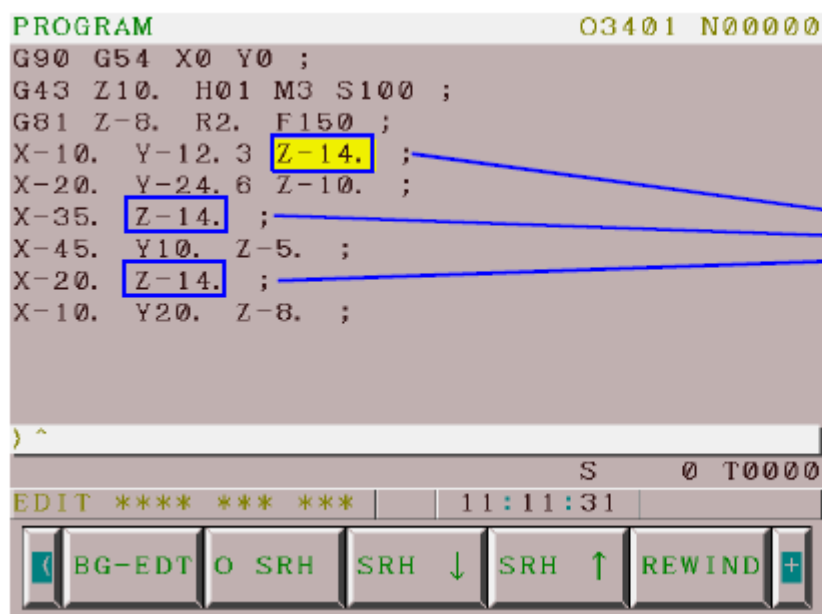 PROGRAM O3401 N00000
G90 G54 X0 Y0 ;
G43 Z10. H01 M3 S100 ;
G81 Z-8. R2. F150 ;
X-10. Y-12.3 Z-14. ;
X-20. Y-24.6 Z-10. ;
X-35. Z-14. ;
X-45. Y10. Z-5. ;
X-20. Z-14. ;
X-10. Y20. Z-8. ;
) ^
S 0 T0000
EDIT **** *** *** 11:11:31
( BG-EDT O SRH SRH ↓ SRH ↑ REWIND +